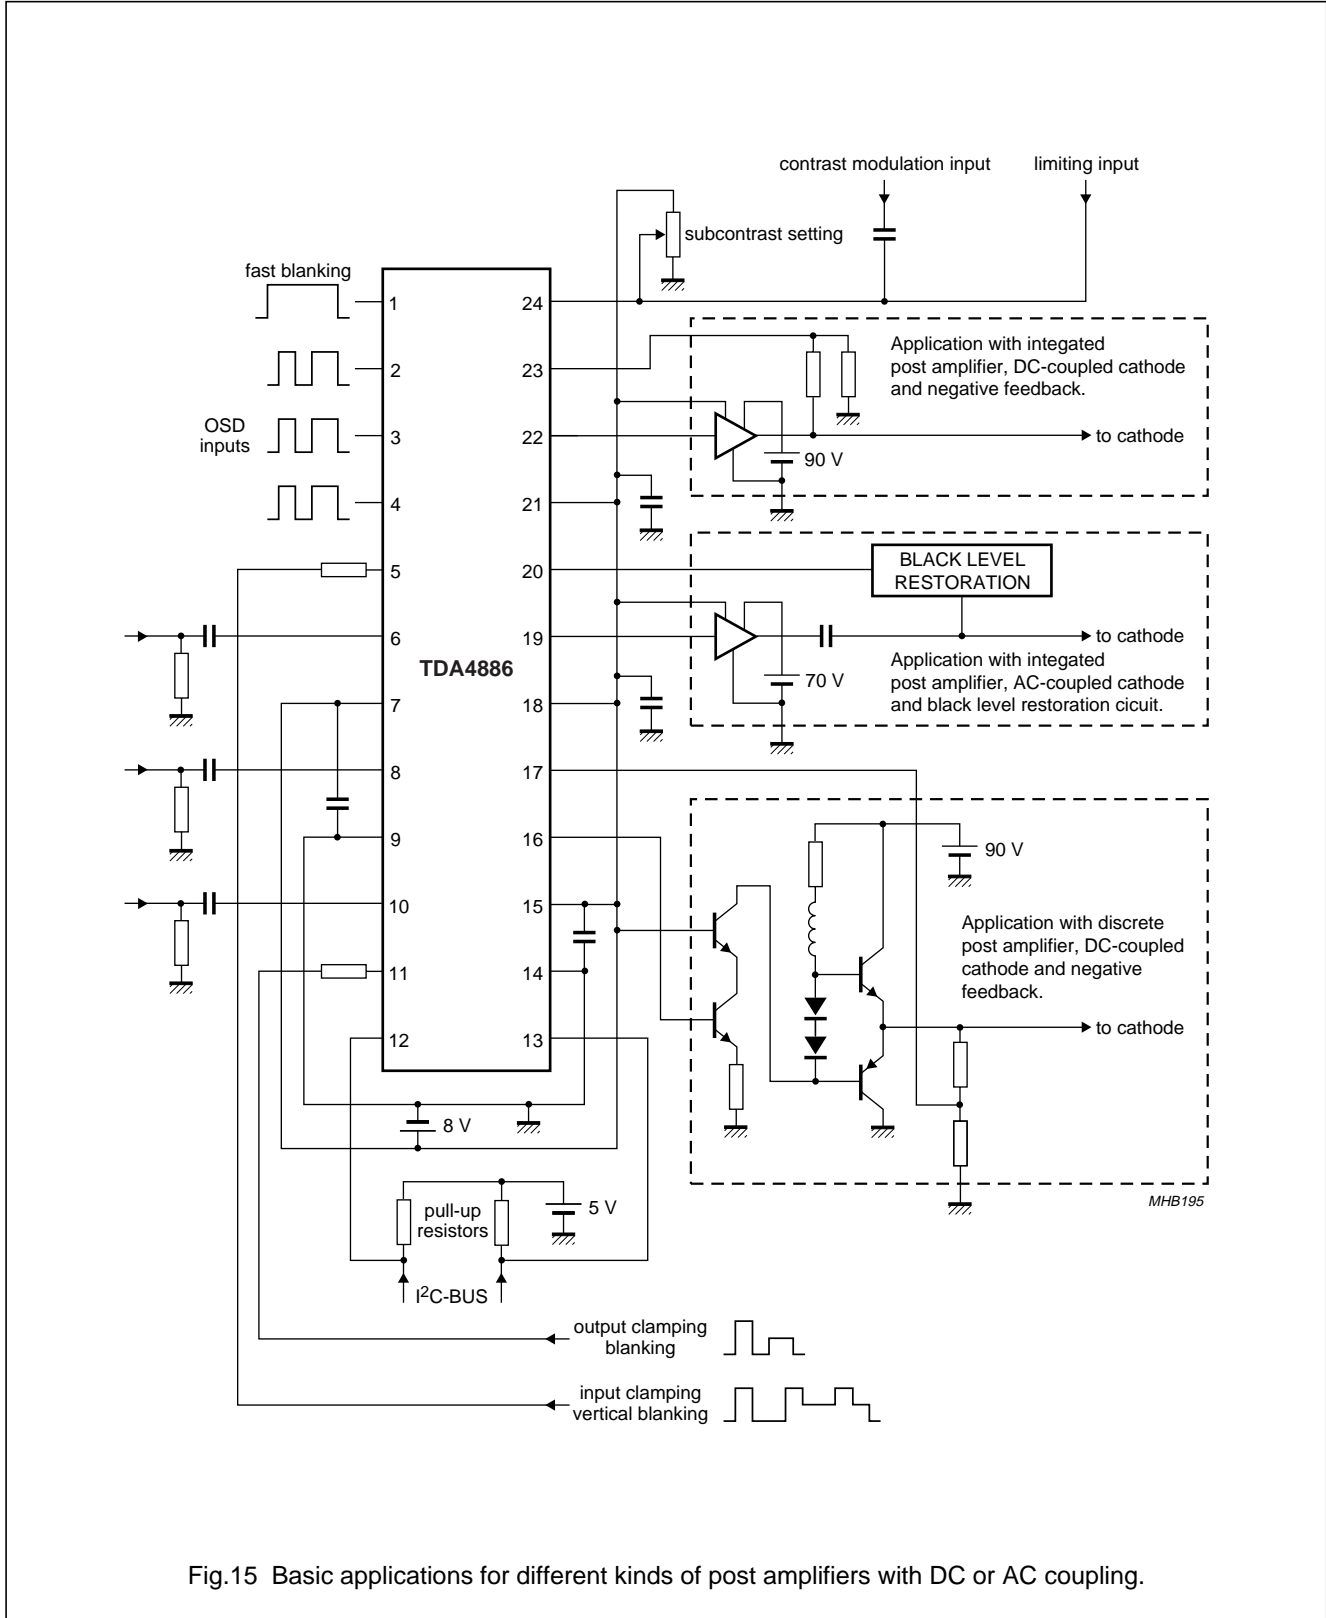 contrast modulation input
limiting input
subcontrast setting
fast blanking
1
24
2
23
Application with integated
post amplifier, DC-coupled cathode
and negative feedback.
OSD
inputs
3
22
to cathode
90 V
4
21
5
20
BLACK LEVEL
RESTORATION
6
19
to cathode
TDA4886
Application with integated
post amplifier, AC-coupled cathode
and black level restoration cicuit.
70 V
7
18
8
17
9
16
90 V
10
15
Application with discrete
post amplifier, DC-coupled
cathode and negative
feedback.
11
14
to cathode
12
13
8 V
pull-up
resistors
5 V
MHB195
I2C-BUS
output clamping
blanking
input clamping
vertical blanking
Fig.15 Basic applications for different kinds of post amplifiers with DC or AC coupling.